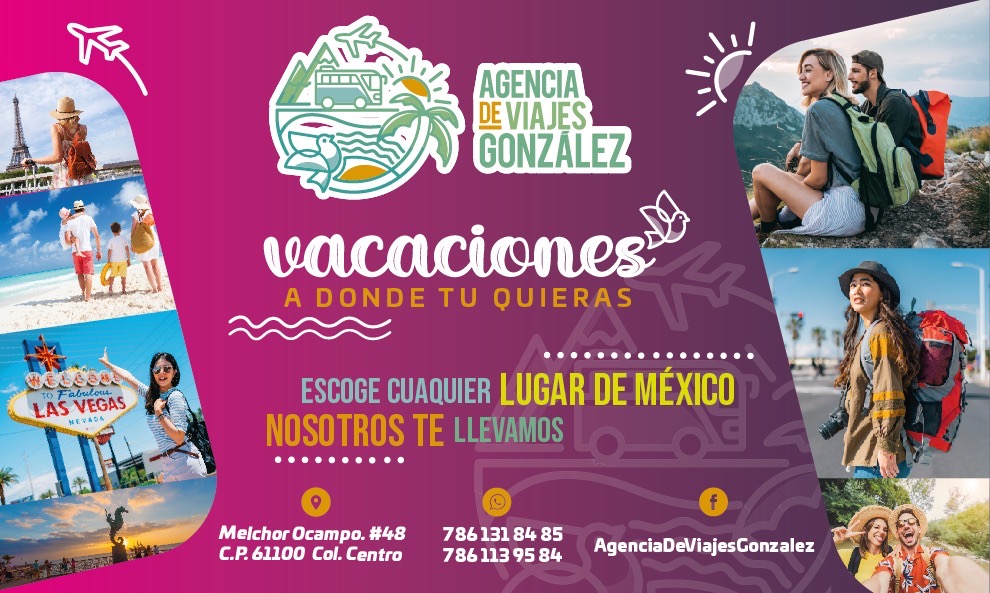 AGENCIA
DE VIAJES
GONZÁLEZ
vacaciones
A DONDE TU QUIERAS
ESCOGE CUAQUIER LUGAR DE MÉXICO
NOSOTROS TE LLEVAMOS
WELCOME
TO Fabulous
LAS VEGAS
NEVADA
Melchor Ocampo. #48
C.P. 61100 Col. Centro
786 131 84 85
786 113 95 84
AgenciaDeViajesGonzalez